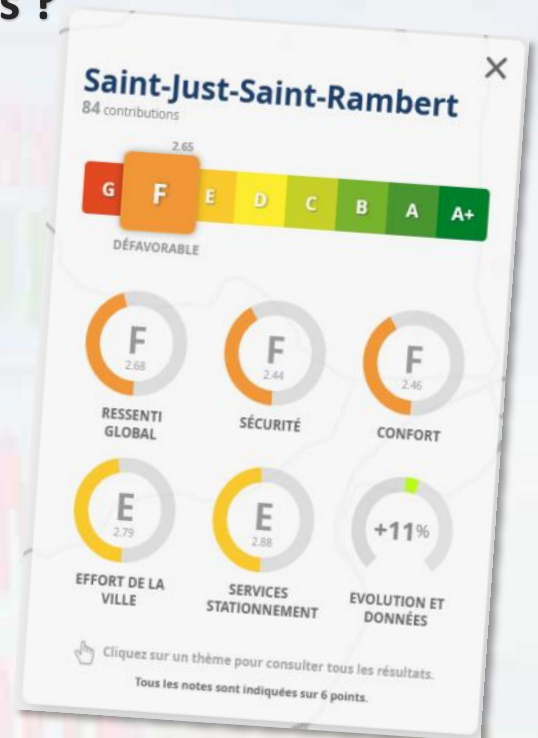 s ?
Saint-Just-Saint-Rambert
84 contributions
2.65
G F E D C B A A+
DÉFAVORABLE
F
2.68
RESSENTI
GLOBAL
F
2.44
SÉCURITÉ
F
2.46
CONFORT
E
2.79
EFFORT DE LA
VILLE
E
2.88
SERVICES
STATIONNEMENT
+11%
EVOLUTION ET
DONNÉES
Cliquez sur un thème pour consulter tous les résultats.
Tous les notes sont indiquées sur 6 points.